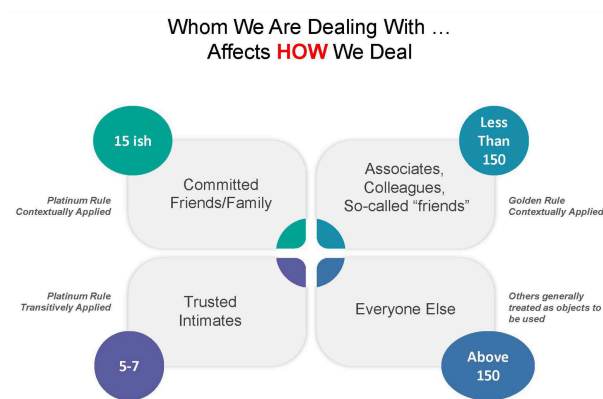 Whom We Are Dealing With …
Affects HOW We Deal
15 ish
Less
Than
150
Committed
Friends/Family
Associates,
Colleagues,
So-called “friends”
Platinum Rule
Contextually Applied
Golden Rule
Contextually Applied
Platinum Rule
Transitively Applied
Trusted
Intimates
Everyone Else
Others generally
treated as objects to
be used
5-7
Above
150